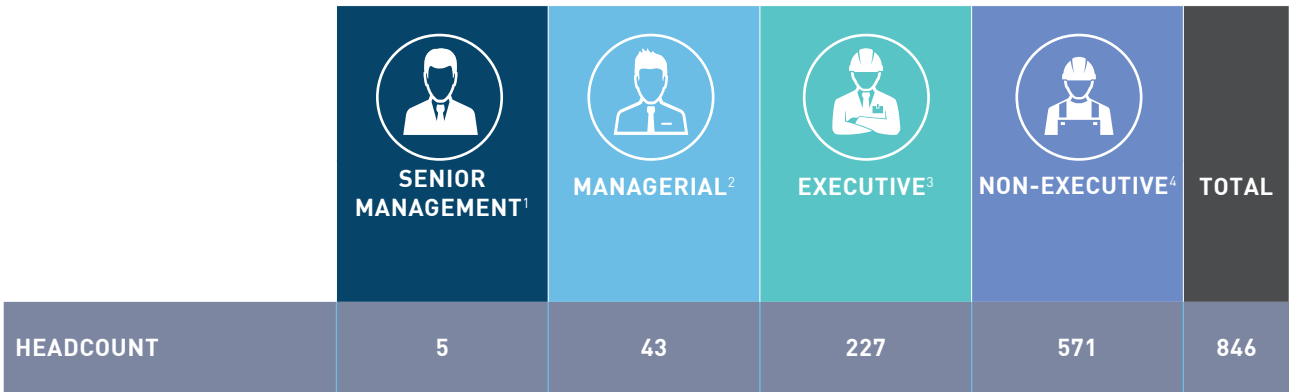 SENIOR
MANAGEMENT¹
MANAGERIAL²
EXECUTIVE³
NON-EXECUTIVE⁴
TOTAL
HEADCOUNT 5 43 227 571 846